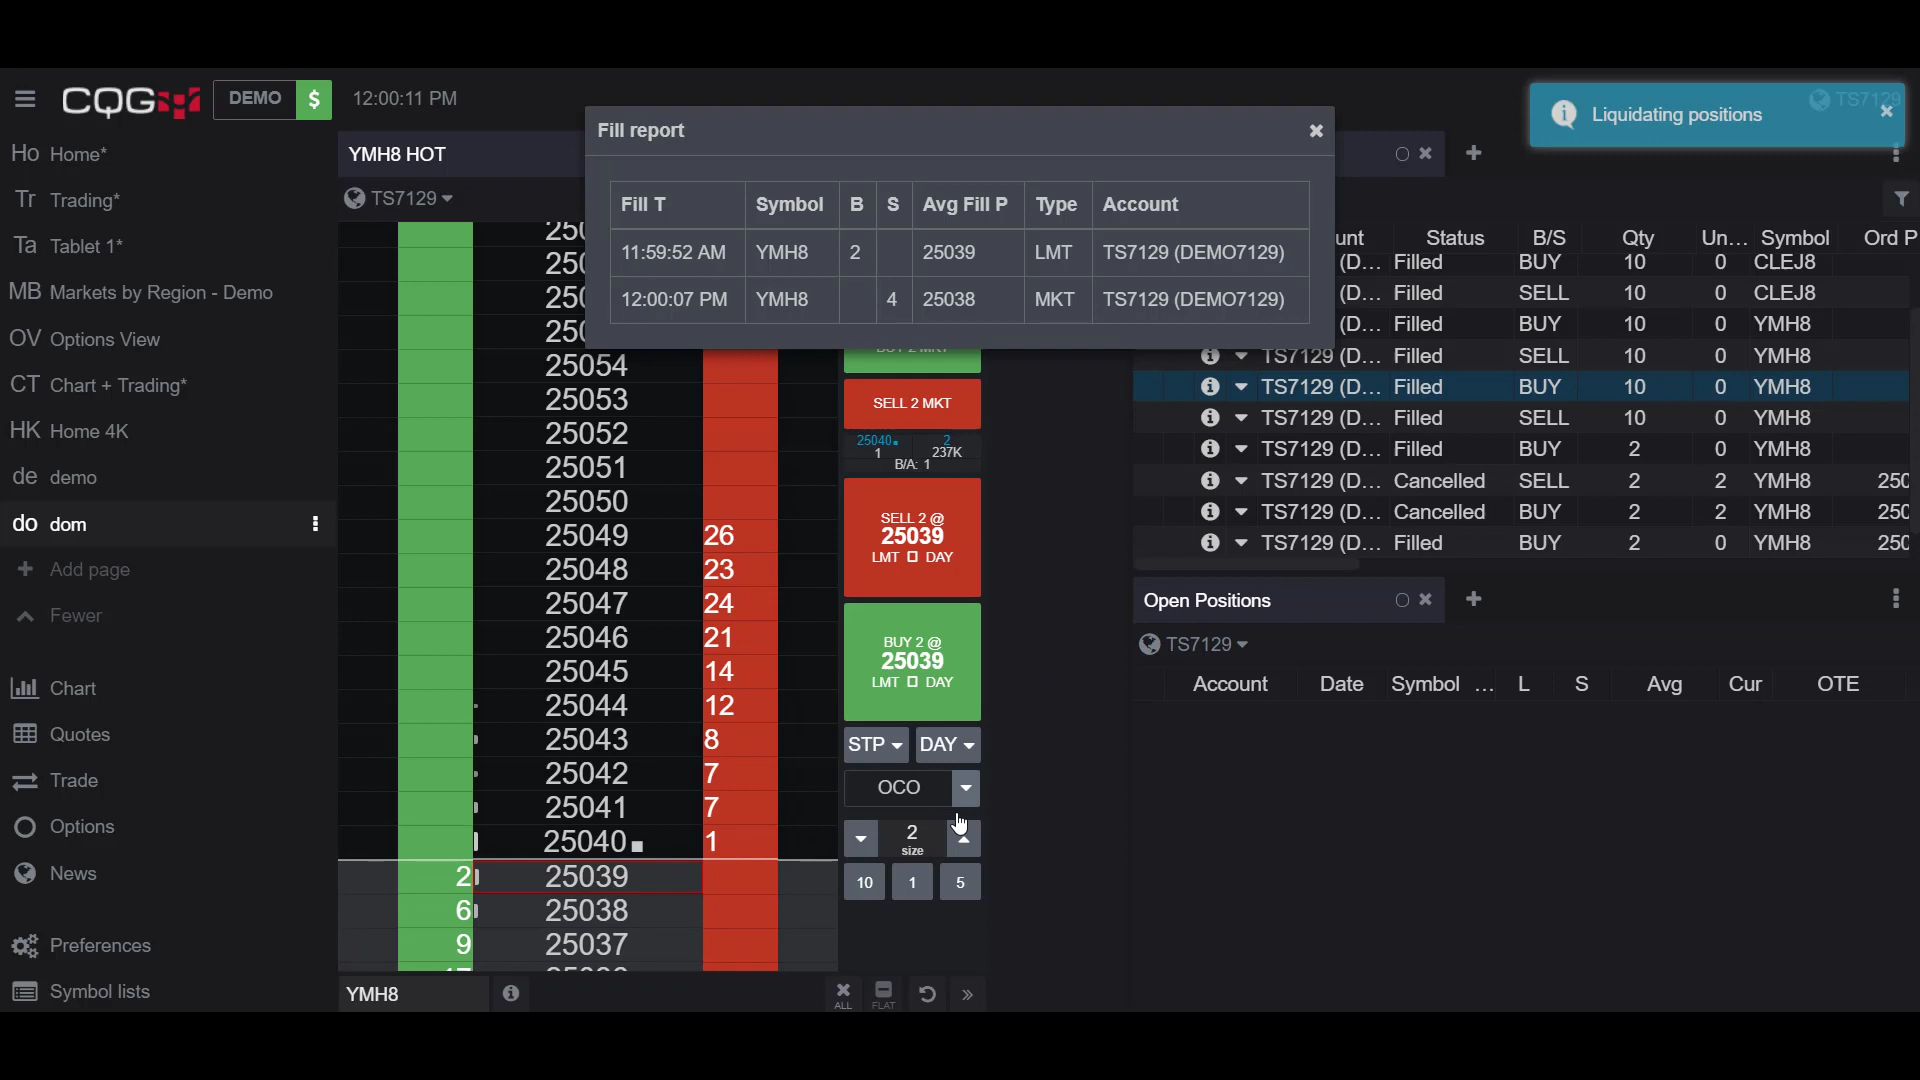 CQG DEMO $ 12:00:11 PM
TS7129
Liquidating positions
Fill report
Fill T Symbol B S Avg Fill P Type Account
11:59:52 AM YMH8 2 25039 LMT TS7129 (DEMO7129)
12:00:07 PM YMH8 4 25038 MKT TS7129 (DEMO7129)
Ho Home*
Tr Trading*
Ta Tablet 1*
MB Markets by Region - Demo
OV Options View
CT Chart + Trading*
HK Home 4K
de demo
do dom
Add page
Fewer
Chart
Quotes
Trade
Options
News
Preferences
Symbol lists
YMH8 HOT
TS7129
25054
25053
25052
25051
25050
25049 26
25048 23
25047 24
25046 21
25045 14
25044 12
25043 8
25042 7
25041 7
25040 1
2 25039
6 25038
9 25037
YMH8
SELL 2 MKT
25040 2
1 237K
B/A: 1
SELL 2 @
25039
LMT DAY
BUY 2 @
25039
LMT DAY
STP DAY
OCO
2
size
10 1 5
ALL FLAT
Status B/S Qty Un... Symbol Ord P
(D... Filled BUY 10 0 CLEJ8
(D... Filled SELL 10 0 CLEJ8
(D... Filled BUY 10 0 YMH8
TS7129 (D... Filled SELL 10 0 YMH8
TS7129 (D... Filled BUY 10 0 YMH8
TS7129 (D... Filled SELL 10 0 YMH8
TS7129 (D... Filled BUY 2 0 YMH8
TS7129 (D... Cancelled SELL 2 2 YMH8 250
TS7129 (D... Cancelled BUY 2 2 YMH8 250
TS7129 (D... Filled BUY 2 0 YMH8 250
Open Positions
TS7129
Account Date Symbol ... L S Avg Cur OTE